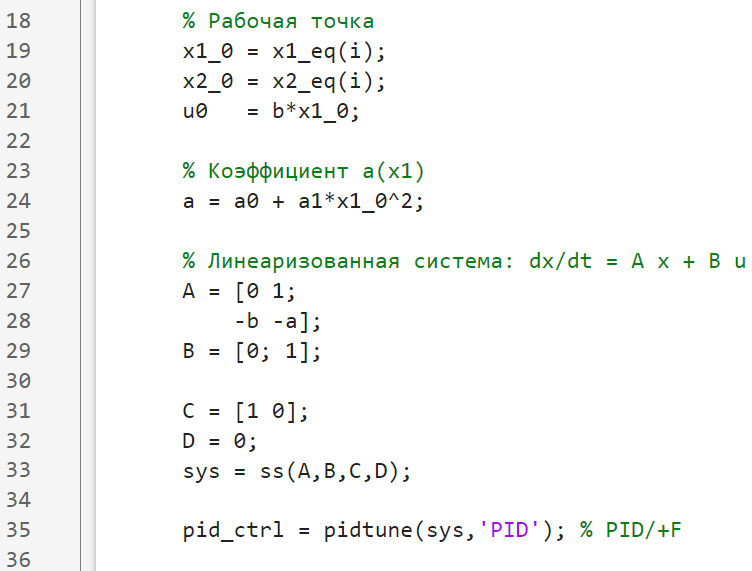 18 % Рабочая точка
19 x1_0 = x1_eq(i);
20 x2_0 = x2_eq(i);
21 u0   = b*x1_0;
22
23 % Коэффициент a(x1)
24 a = a0 + a1*x1_0^2;
25
26 % Линеаризованная система: dx/dt = A x + B u
27 A = [0 1;
28     -b -a];
29 B = [0; 1];
30
31 C = [1 0];
32 D = 0;
33 sys = ss(A,B,C,D);
34
35 pid_ctrl = pidtune(sys,'PID'); % PID/+F
36